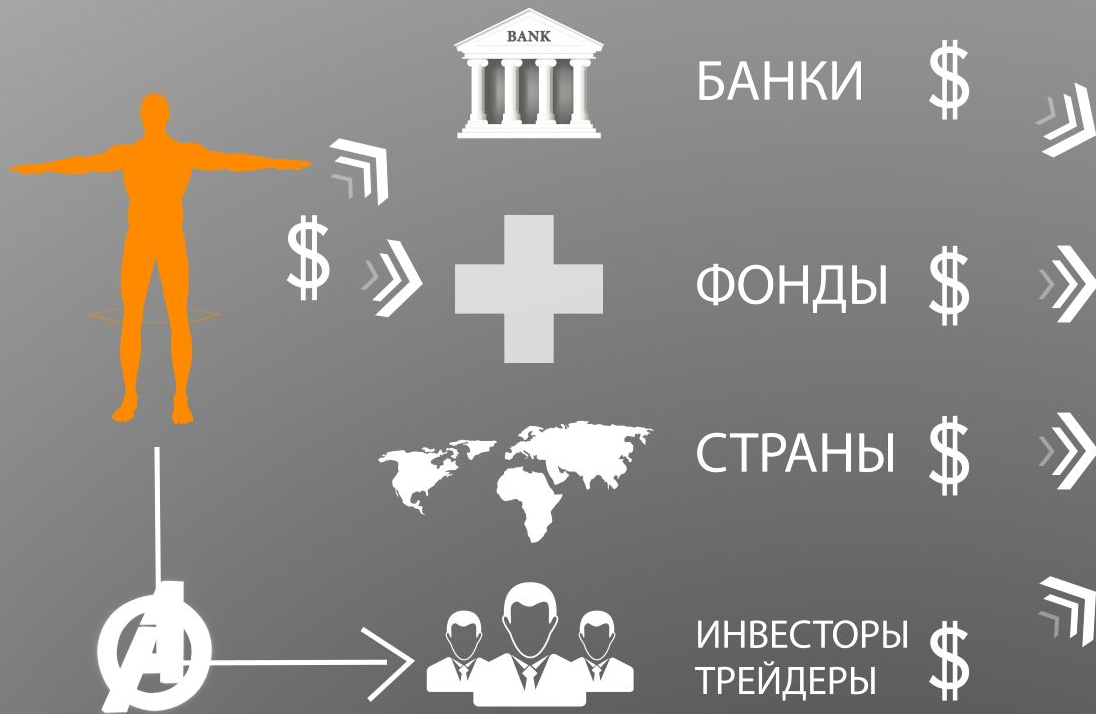 BANK
БАНКИ $
$
ФОНДЫ $
СТРАНЫ $
ИНВЕСТОРЫ
ТРЕЙДЕРЫ $
A